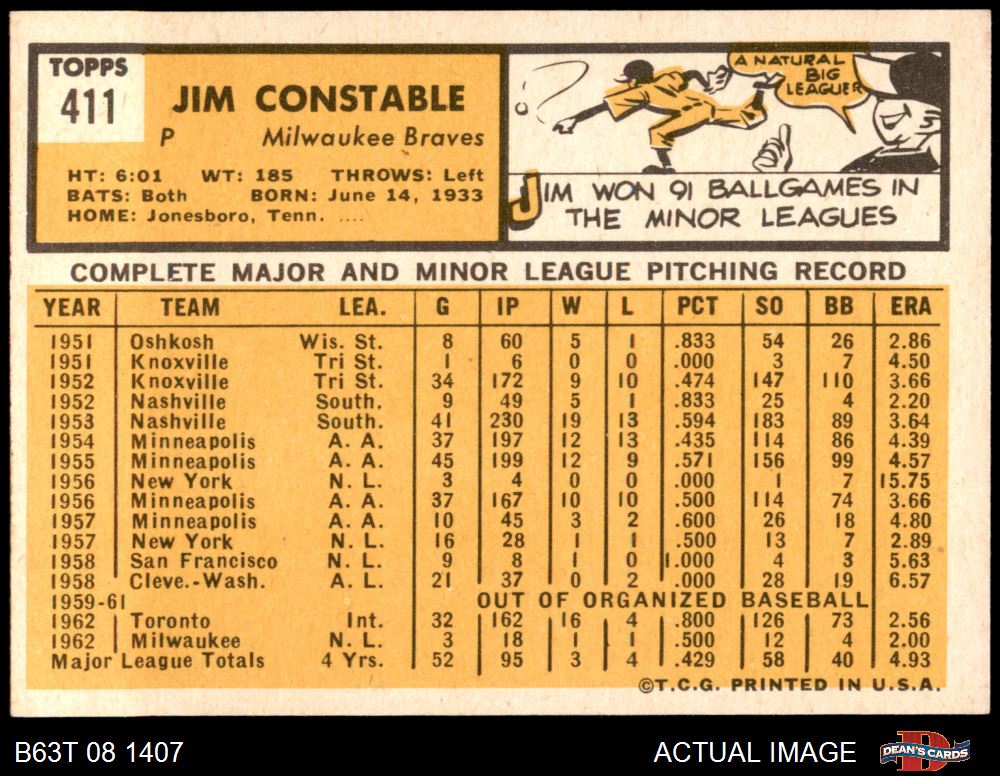 TOPPS
411
JIM CONSTABLE
P Milwaukee Braves
HT: 6:01 WT: 185 THROWS: Left
BATS: Both BORN: June 14, 1933
HOME: Jonesboro, Tenn. ....
A NATURAL
BIG
LEAGUER
JIM WON 91 BALLGAMES IN
THE MINOR LEAGUES
COMPLETE MAJOR AND MINOR LEAGUE PITCHING RECORD
YEAR TEAM LEA. G IP W L PCT SO BB ERA
1951 Oshkosh Wis. St. 8 60 5 1 .833 54 26 2.86
1951 Knoxville Tri St. 1 6 0 0 .000 3 7 4.50
1952 Knoxville Tri St. 34 172 9 10 .474 147 110 3.66
1952 Nashville South. 9 49 5 1 .833 25 4 2.20
1953 Nashville South. 41 230 19 13 .594 183 89 3.64
1954 Minneapolis A. A. 37 197 12 13 .435 114 86 4.39
1955 Minneapolis A. A. 45 199 12 9 .571 156 99 4.57
1956 New York N. L. 3 4 0 0 .000 1 7 15.75
1956 Minneapolis A. A. 37 167 10 10 .500 114 74 3.66
1957 Minneapolis A. A. 10 45 3 2 .600 26 18 4.80
1957 New York N. L. 16 28 1 1 .500 13 7 2.89
1958 San Francisco N. L. 9 8 1 0 1.000 4 3 5.63
1958 Cleve.-Wash. A. L. 21 37 0 2 .000 28 19 6.57
1959-61 OUT OF ORGANIZED BASEBALL
1962 Toronto Int. 32 162 16 4 .800 126 73 2.56
1962 Milwaukee N. L. 3 18 1 1 .500 12 4 2.00
Major League Totals 4 Yrs. 52 95 3 4 .429 58 40 4.93
©T.C.G. PRINTED IN U.S.A.
B63T 08 1407 ACTUAL IMAGE DEAN'S CARDS